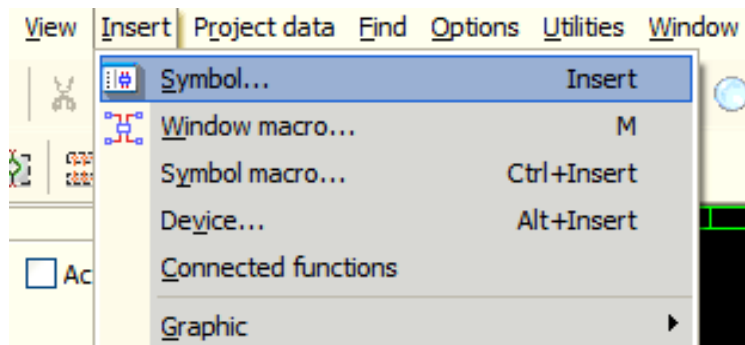 View Insert Project data Find Options Utilities Window
Symbol... Insert
Window macro... M
Symbol macro... Ctrl+Insert
Device... Alt+Insert
Ac
Connected functions
Graphic